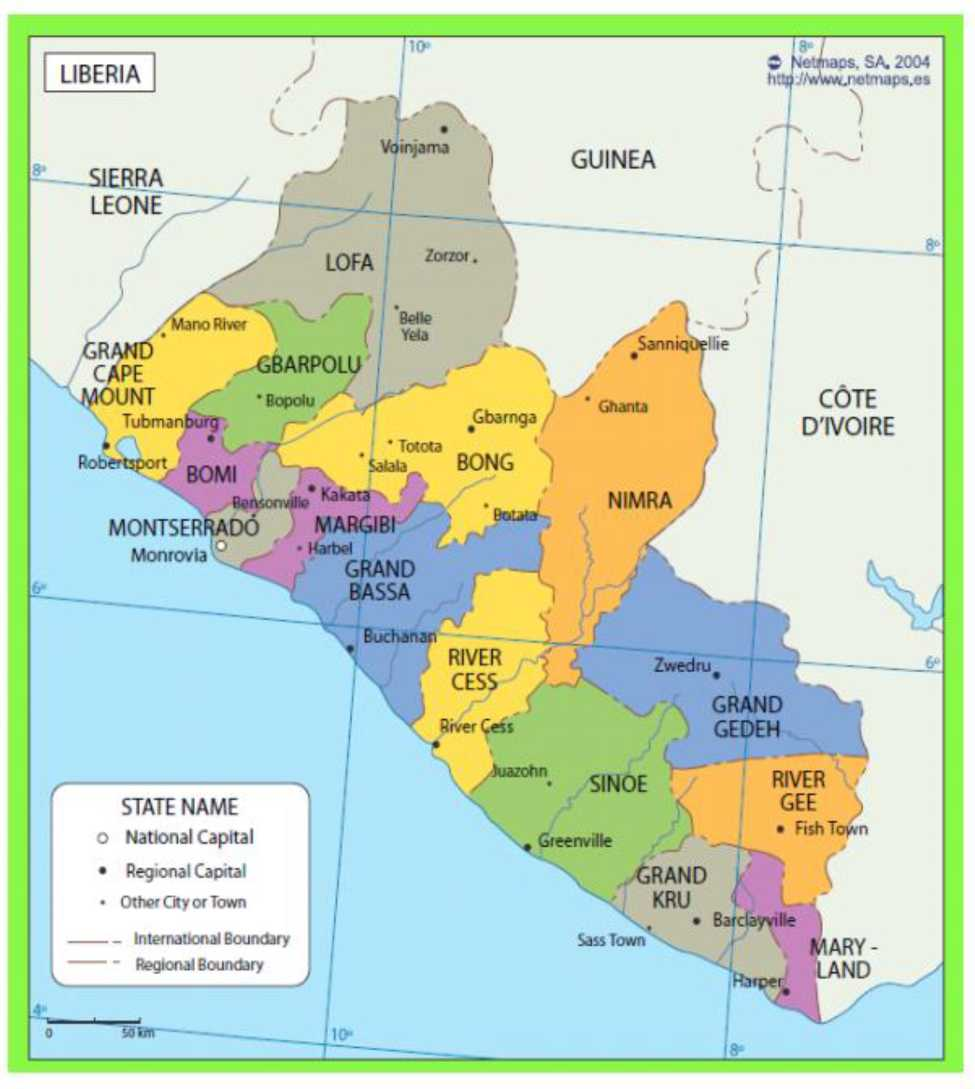 LIBERIA
10º
8º
Netmaps, SA, 2004
http://www.netmaps.es
Voinjama
GUINEA
SIERRA
LEONE
8º
8º
LOFA
Zorzor
Belle
Yela
Mano River
GRAND
CAPE
MOUNT
GBARPOLU
Sanniquellie
Bopolu
Ghanta
CÔTE
D'IVOIRE
Tubmanburg
Gbarnga
Totota
Salala
BONG
Robertsport
BOMI
Kakata
NIMRA
Bensonville
Botata
MONTSERRADÓ
MARGIBI
Monrovia
Harbel
GRAND
BASSA
6º
Buchanan
6º
RIVER
CESS
Zwedru
GRAND
GEDEH
River Cess
Juazohn
SINOE
RIVER
GEE
Greenville
Fish Town
GRAND
KRU
Barclayville
Sass Town
MARY -
LAND
Harper
STATE NAME
National Capital
Regional Capital
Other City or Town
International Boundary
Regional Boundary
4º
0 50 km
10º
8º